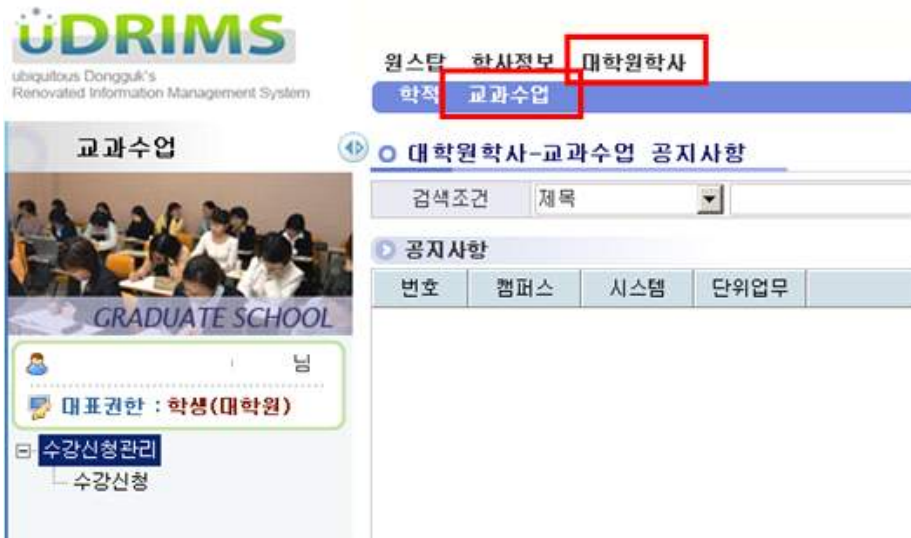 üDRIMS
ubiquitous Dongguk's
Renovated Information Management System
원스탑 학사정보 대학원학사
학적 교과수업
교과수업
대학원학사-교과수업 공지사항
검색조건 제목
공지사항
번호 캠퍼스 시스템 단위업무
GRADUATE SCHOOL
님
대표권한 : 학생(대학원)
수강신청관리
수강신청